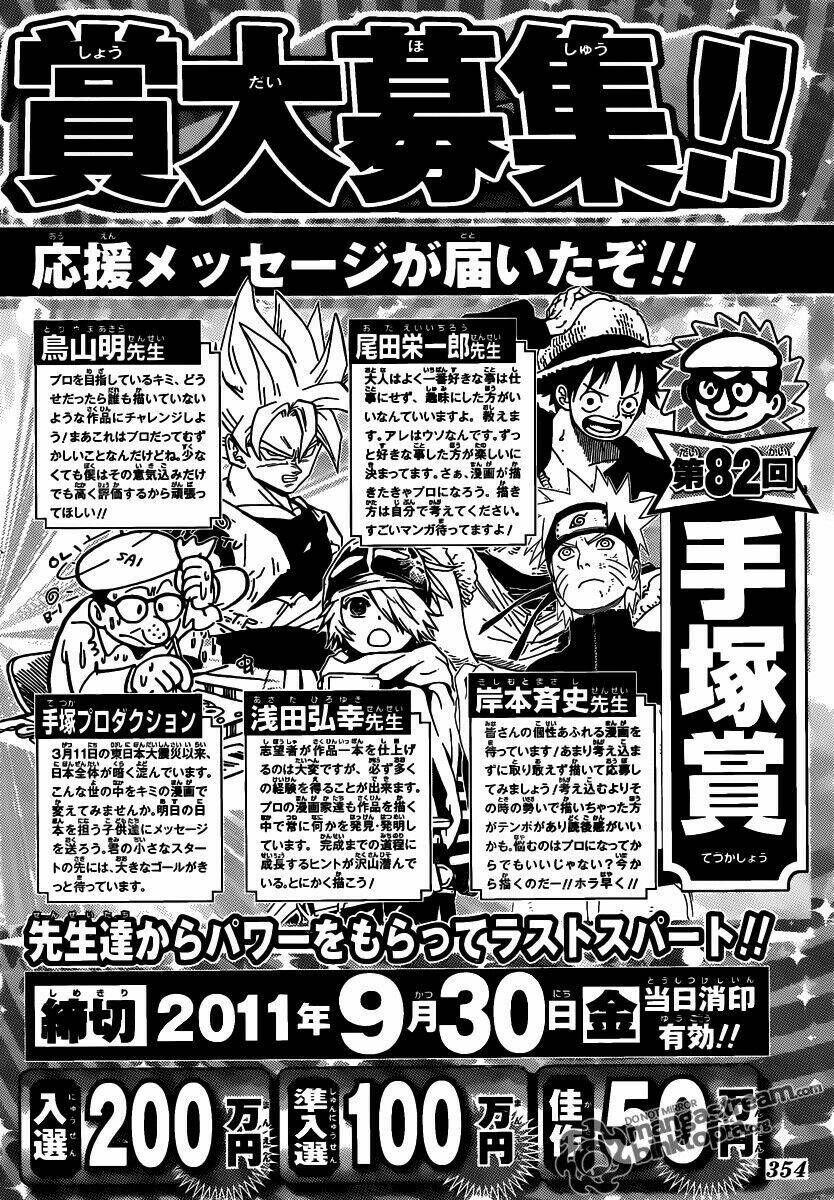 賞大募集!!
応援メッセージが届いたぞ!!
鳥山明先生
プロを目指しているキミ、どう
せだったら誰も描いていない
ような作品にチャレンジしよ
う!まあこれはプロだってむず
かしいことなんだけどね。少な
くても僕はその意気込みだけ
でも高く評価するから頑張っ
てほしい!!
尾田栄一郎先生
大人はよく一番好きな事は仕
事にせず、趣味にした方がい
いなんていいますよ。教えま
す。アレはウソなんです。ずっ
と好きな事した方が楽しいに
決まってます。さぁ、漫画が描
きたきゃプロになろう。描き
方は自分で考えてください。
すごいマンガ待ってますよ!
第82回
手塚賞
てづかしょう
SAI
手塚プロダクション
3月11日の東日本大震災以来、
日本全体が暗く淀んでいます。
こんな世の中をキミの漫画で
変えてみませんか。明日の日
本を担う子供達にメッセージ
を送ろう。君の小さなスター
トの先には、大きなゴールがき
っと待っています。
浅田弘幸先生
志望者が作品一本を仕上げ
るのは大変ですが、必ず多く
の経験を得ることが出来ます。
プロの漫画家達も作品を描く
中で常に何かを発見・発明し
ています。完成までの道程に
成長するヒントが沢山潜んで
いる。とにかく描こう!
岸本斉史先生
皆さんの個性あふれる漫画を
待っています!あまり考え込ま
ずに取り敢えず描いて応募し
てみましょう!考え込むよりそ
の時の勢いで描いちゃった方
がテンポがあり読後感がいい
かも。悩むのはプロになってか
らでもいいじゃない?今か
ら描くのだー!!ホラ早く!!
先生達からパワーをもらってラストスパート!!
締切 2011年9月30日金 当日消印
有効!!
入選 200万円 準入選 100万円 佳作 50万円
DO NOT MIRROR
mangastream.com
binktopia.org
354